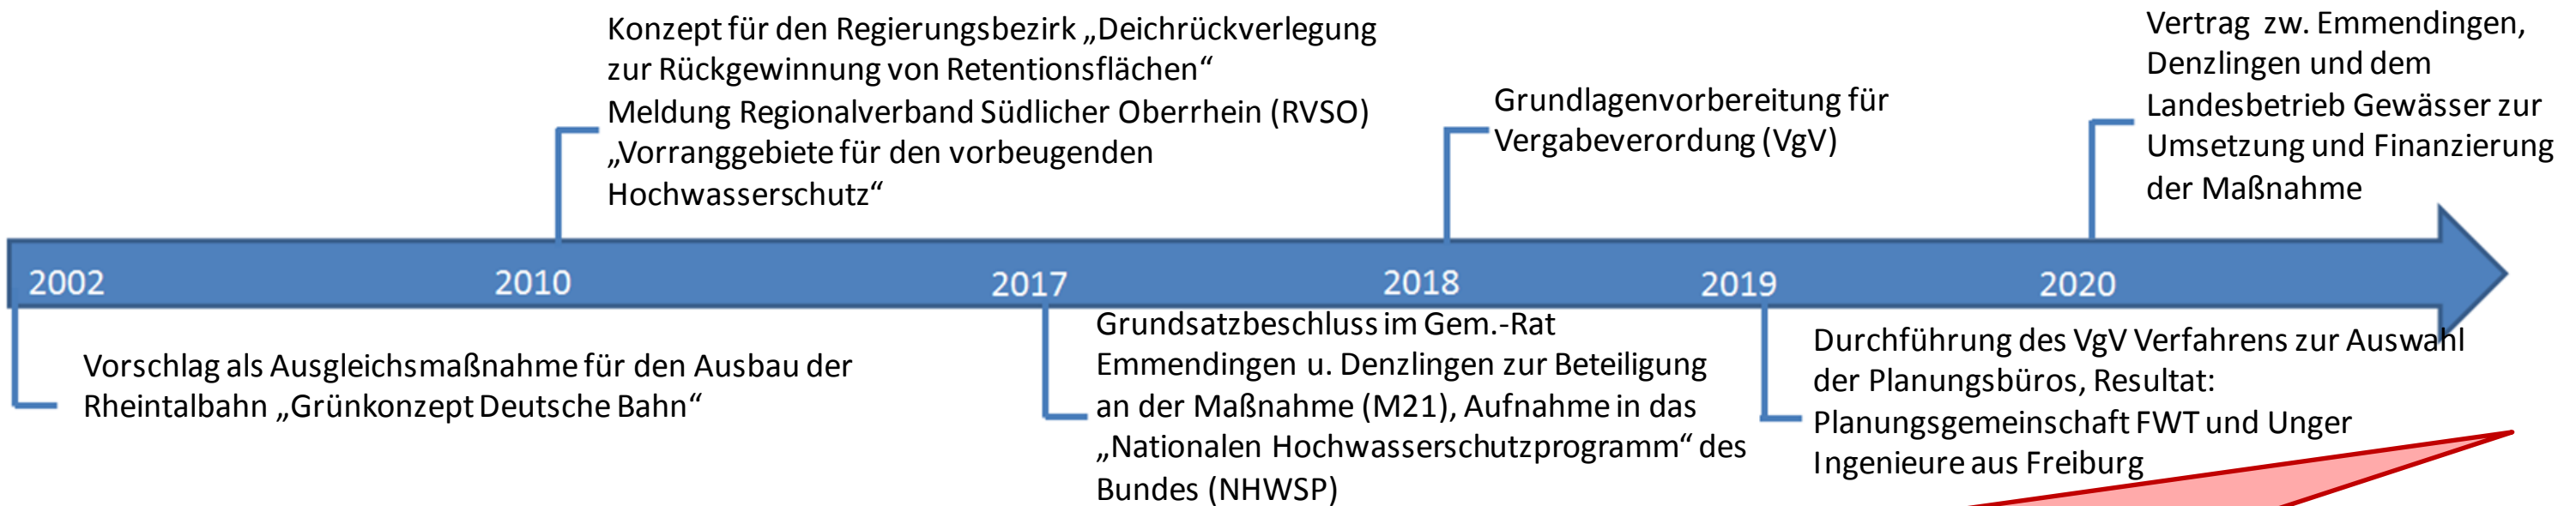 Konzept für den Regierungsbezirk „Deichrückverlegung
zur Rückgewinnung von Retentionsflächen“
Meldung Regionalverband Südlicher Oberrhein (RVSO)
„Vorranggebiete für den vorbeugenden
Hochwasserschutz“
Grundlagenvorbereitung für
Vergabeverordung (VgV)
Vertrag zw. Emmendingen,
Denzlingen und dem
Landesbetrieb Gewässer zur
Umsetzung und Finanzierung
der Maßnahme
2002
2010
2017
2018
2019
2020
Vorschlag als Ausgleichsmaßnahme für den Ausbau der
Rheintalbahn „Grünkonzept Deutsche Bahn“
Grundsatzbeschluss im Gem.-Rat
Emmendingen u. Denzlingen zur Beteiligung
an der Maßnahme (M21), Aufnahme in das
„Nationalen Hochwasserschutzprogramm“ des
Bundes (NHWSP)
Durchführung des VgV Verfahrens zur Auswahl
der Planungsbüros, Resultat:
Planungsgemeinschaft FWT und Unger
Ingenieure aus Freiburg